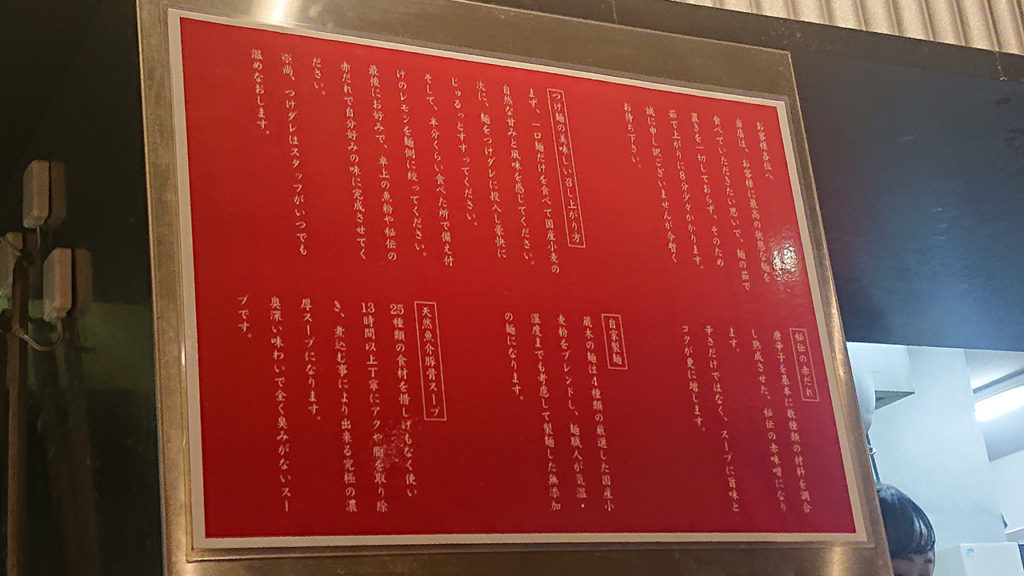 お客様各位へ
当店は、お客様に最高の状態の麺を
食べていただきたい思いで、麺の茹で
置きを一切しておらず、そのため
茹で上がりに8分少々かかります。
誠に申し訳ございませんが今暫く
お待ち下さい。
つけ麺の美味しい召し上がり方
まず、一口麺だけを食べて国産小麦の
自然な甘みと風味を感じてください。
次に、麺をつけダレに投入し豪快に
じゅるっとすすってください。
そして、半分くらい食べた所で備え付
けのレモンを麺側に絞ってください。
最後にお好みで、卓上の魚粉や秘伝の
赤だれで自分好みの味に完成させてく
ださい。
※尚、つけダレはスタッフがいつでも
温めなおします。
秘伝の赤だれ
唐辛子を基本に数種類の材料を調合
し熟成させた、秘伝の赤味噌になり
ます。
辛さだけではなく、スープに旨味と
コクがさらに増します。
自家製麺
蔵木の麺は4種類の厳選した国産小
麦粉をブレンドし、麺職人が気温・
湿度までも考慮して製麺した無添加
の麺になります。
天然魚介豚骨スープ
25種類の食材を惜しげもなく使い
13時間以上丁寧にアクや脂を取り除
き、煮込む事により出来る究極の濃
厚スープになります。
奥深い味わいで全く臭みがないスー
プです。